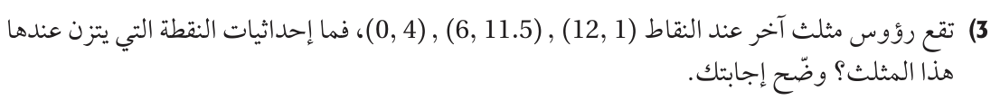 3) تقع رؤوس مثلث آخر عند النقاط (0, 4) , (6, 11.5) , (12, 1)، فما إحداثيات النقطة التي يتزن عندها
هذا المثلث؟ وضّح إجابتك.